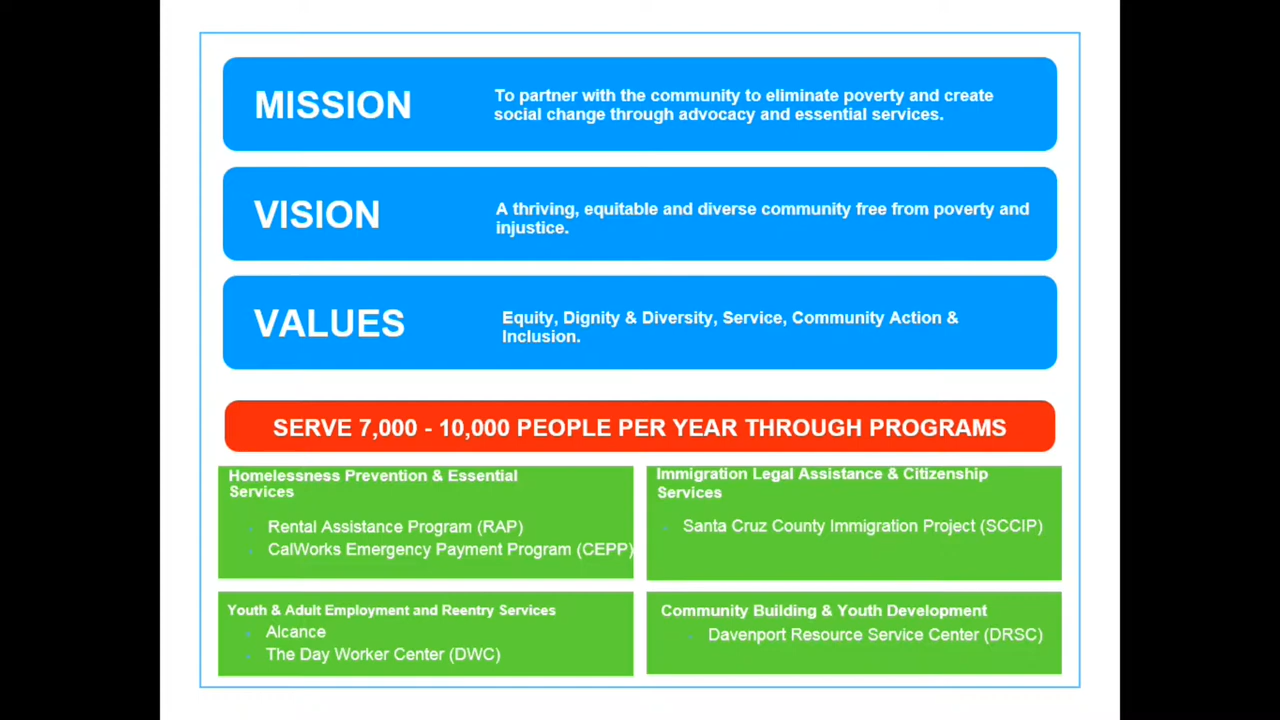 MISSION
To partner with the community to eliminate poverty and create
social change through advocacy and essential services.
VISION
A thriving, equitable and diverse community free from poverty and
injustice.
VALUES
Equity, Dignity & Diversity, Service, Community Action &
Inclusion.
SERVE 7,000 - 10,000 PEOPLE PER YEAR THROUGH PROGRAMS
Homelessness Prevention & Essential
Services
Rental Assistance Program (RAP)
CalWorks Emergency Payment Program (CEPP)
Immigration Legal Assistance & Citizenship
Services
Santa Cruz County Immigration Project (SCCIP)
Youth & Adult Employment and Reentry Services
Alcance
The Day Worker Center (DWC)
Community Building & Youth Development
Davenport Resource Service Center (DRSC)